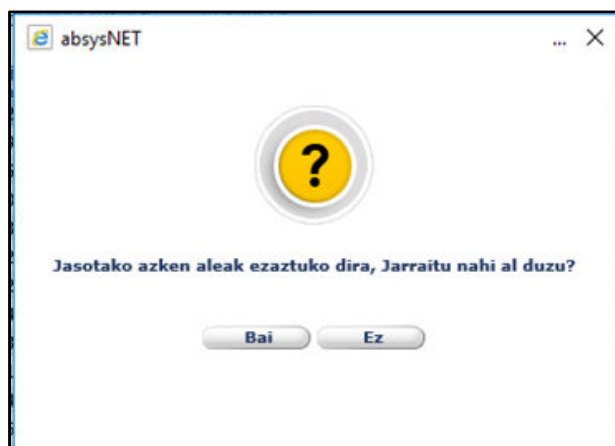 absysNET
...
?
Jasotako azken aleak ezaztuko dira, Jarraitu nahi al duzu?
Bai Ez